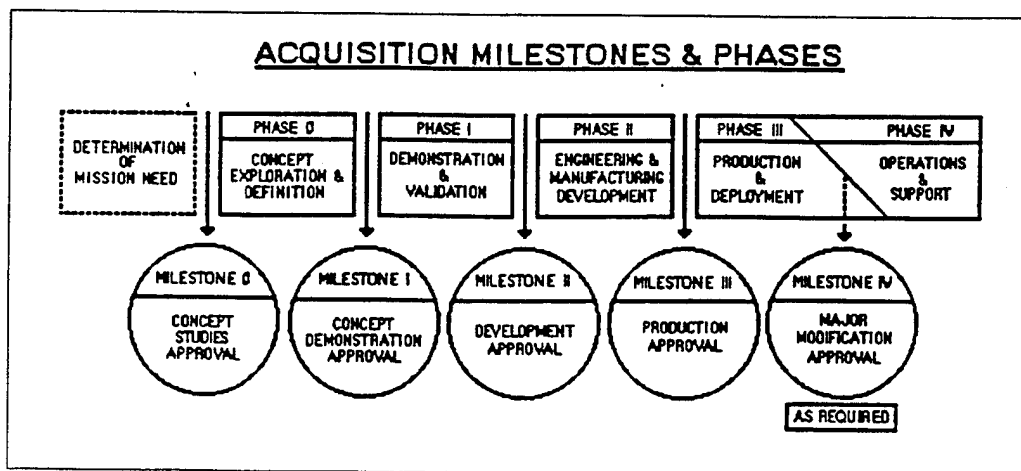 ACQUISITION MILESTONES & PHASES
DETERMINATION
OF
MISSION NEED
PHASE 0
CONCEPT
EXPLORATION &
DEFINITION
PHASE I
DEMONSTRATION
&
VALIDATION
PHASE II
ENGINEERING &
MANUFACTURING
DEVELOPMENT
PHASE III
PRODUCTION
&
DEPLOYMENT
PHASE IV
OPERATIONS
&
SUPPORT
MILESTONE 0
CONCEPT
STUDIES
APPROVAL
MILESTONE I
CONCEPT
DEMONSTRATION
APPROVAL
MILESTONE II
DEVELOPMENT
APPROVAL
MILESTONE III
PRODUCTION
APPROVAL
MILESTONE IV
MAJOR
MODIFICATION
APPROVAL
AS REQUIRED